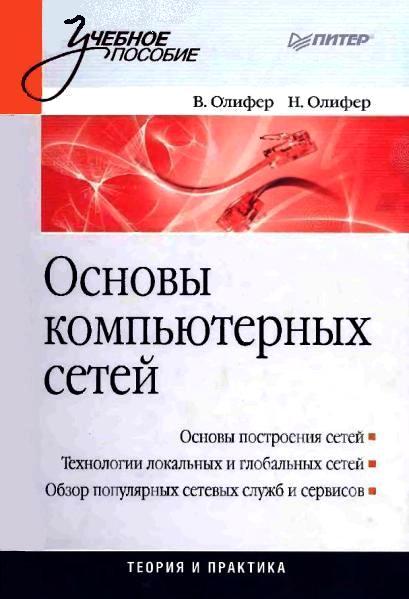 Учебное
пособие
ПИТЕР
В. Олифер Н. Олифер
Основы
компьютерных
сетей
Основы построения сетей
Технологии локальных и глобальных сетей
Обзор популярных сетевых служб и сервисов
ТЕОРИЯ И ПРАКТИКА